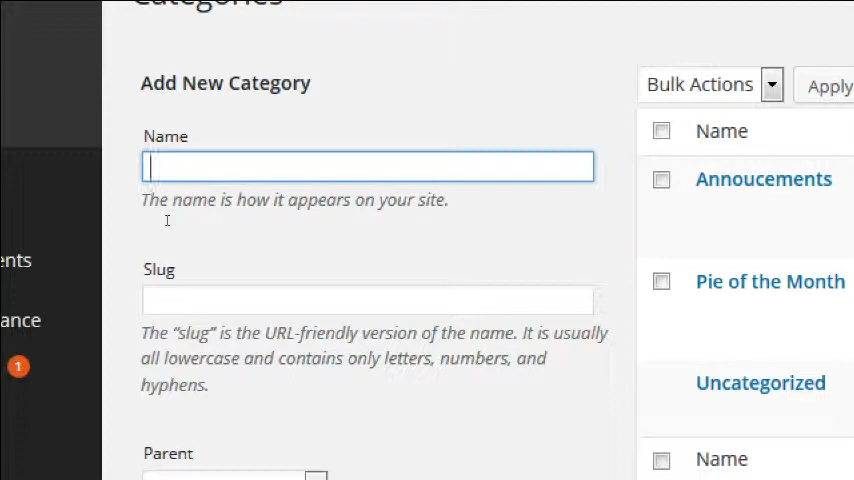 Categories
Add New Category
Bulk Actions
Apply
Name
Name
The name is how it appears on your site.
Annoucements
Slug
Pie of the Month
The “slug” is the URL-friendly version of the name. It is usually
all lowercase and contains only letters, numbers, and
hyphens.
Uncategorized
Parent
Name
ents
ance
1